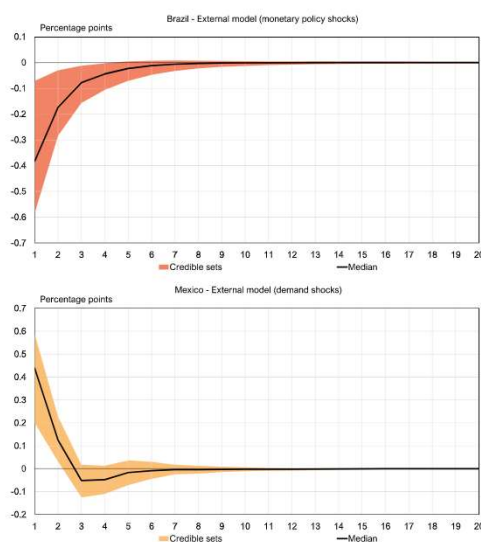 Brazil - External model (monetary policy shocks)
Percentage points
0.1
0
-0.1
-0.2
-0.3
-0.4
-0.5
-0.6
-0.7
1 2 3 4 5 6 7 8 9 10 11 12 13 14 15 16 17 18 19 20
Credible sets Median
Mexico - External model (demand shocks)
Percentage points
0.7
0.6
0.5
0.4
0.3
0.2
0.1
0
-0.1
-0.2
1 2 3 4 5 6 7 8 9 10 11 12 13 14 15 16 17 18 19 20
Credible sets Median